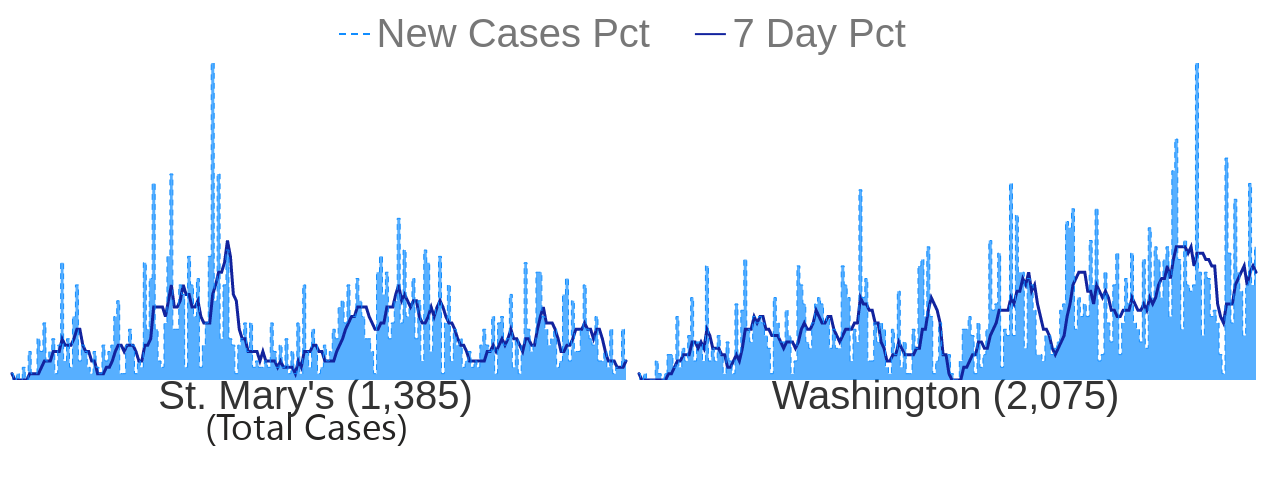 New Cases Pct 7 Day Pct
St. Mary's (1,385) Washington (2,075)
(Total Cases)